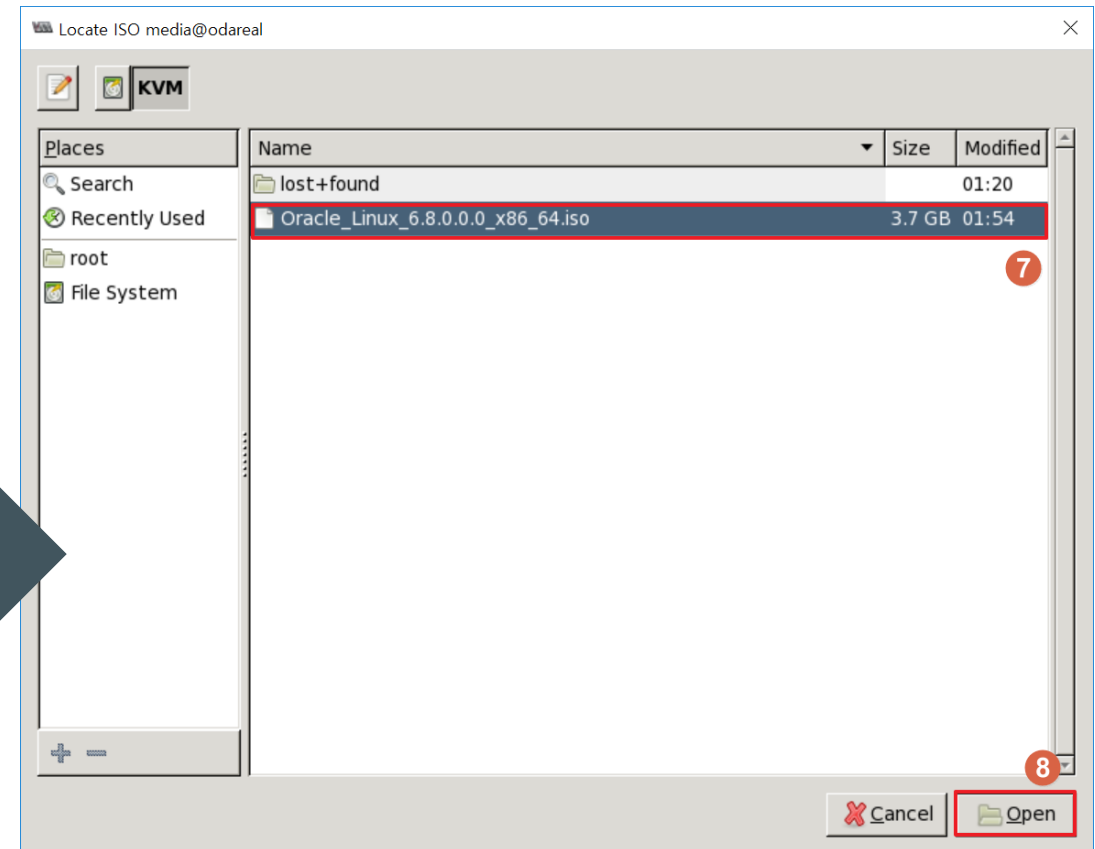 Locate ISO media@odareal
KVM
Places
Name Size Modified
Search
Recently Used
root
File System
lost+found 01:20
Oracle_Linux_6.8.0.0.0_x86_64.iso 3.7 GB 01:54
7
8
Cancel Open